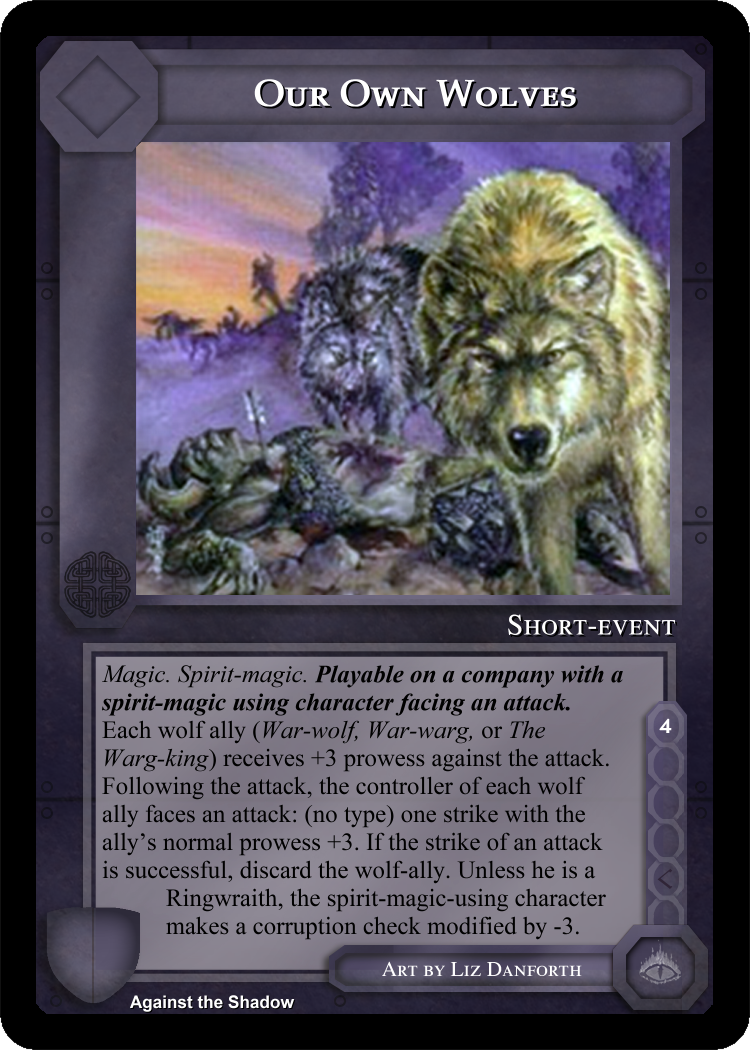 Our Own Wolves
Short-event
Magic. Spirit-magic. Playable on a company with a
spirit-magic using character facing an attack.
Each wolf ally (War-wolf, War-warg, or The
Warg-king) receives +3 prowess against the attack.
Following the attack, the controller of each wolf
ally faces an attack: (no type) one strike with the
ally's normal prowess +3. If the strike of an attack
is successful, discard the wolf-ally. Unless he is a
Ringwraith, the spirit-magic-using character
makes a corruption check modified by -3.
4
Art by Liz Danforth
Against the Shadow